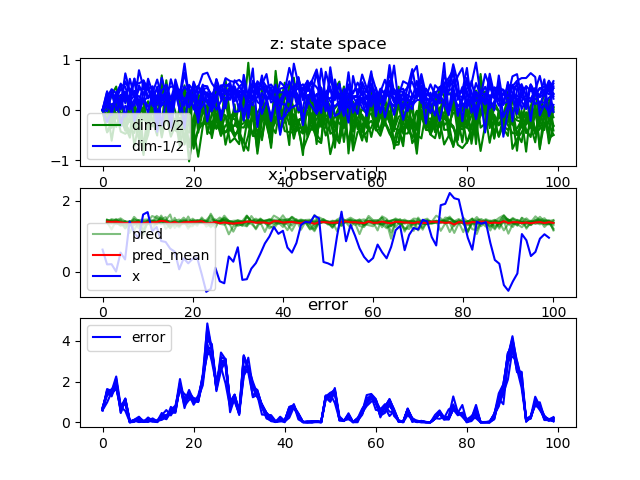 z: state space
1
0
−1
dim-0/2
dim-1/2
0 20 40 60 80 100
x: observation
2
0
pred
pred_mean
x
0 20 40 60 80 100
error
4
2
0
error
0 20 40 60 80 100